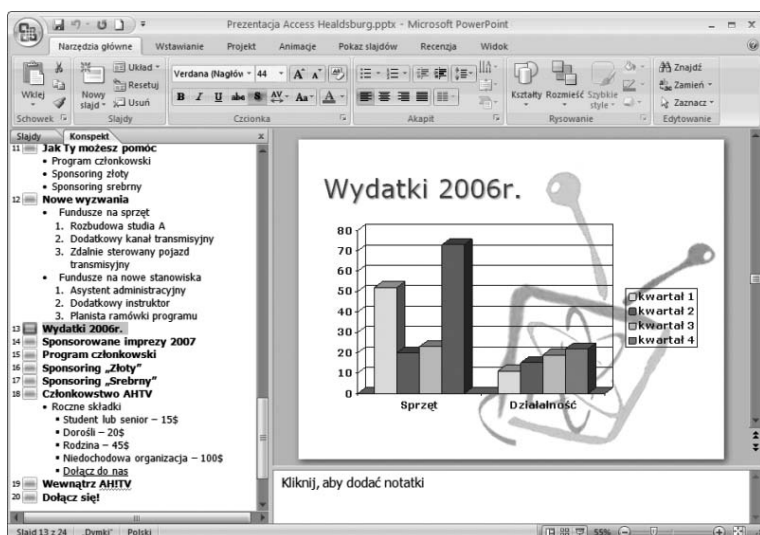 Prezentacja Access Healdsburg.pptx - Microsoft PowerPoint
Narzędzia główne Wstawianie Projekt Animacje Pokaz slajdów Recenzja Widok
Wklej
Schowek
Nowy slajd
Układ
Resetuj
Usuń
Slajdy
Verdana (Nagłów 44
B I U abc S AV Aa A
Czcionka
Akapit
Kształty Rozmieść Szybkie style
Rysowanie
Znajdź
Zamień
Zaznacz
Edytowanie
Slajdy Konspekt x
11 Jak Ty możesz pomóc
• Program członkowski
• Sponsoring złoty
• Sponsoring srebrny
12 Nowe wyzwania
• Fundusze na sprzęt
1. Rozbudowa studia A
2. Dodatkowy kanał transmisyjny
3. Zdalnie sterowany pojazd
transmisyjny
• Fundusze na nowe stanowiska
1. Asystent administracyjny
2. Dodatkowy instruktor
3. Planista ramówki programu
13 Wydatki 2006r.
14 Sponsorowane imprezy 2007
15 Program członkowski
16 Sponsoring „Złoty”
17 Sponsoring „Srebrny”
18 Członkowstwo AHTV
• Roczne składki
▪ Student lub senior – 15$
▪ Dorośli – 20$
▪ Rodzina – 45$
▪ Niedochodowa organizacja – 100$
▪ Dołącz do nas
19 Wewnątrz AH!TV
20 Dołącz się!
Wydatki 2006r.
80
70
60
50
40
30
20
10
0
Sprzęt Działalność
kwartał 1
kwartał 2
kwartał 3
kwartał 4
Kliknij, aby dodać notatki
Slajd 13 z 24 „Dymki” Polski 55%